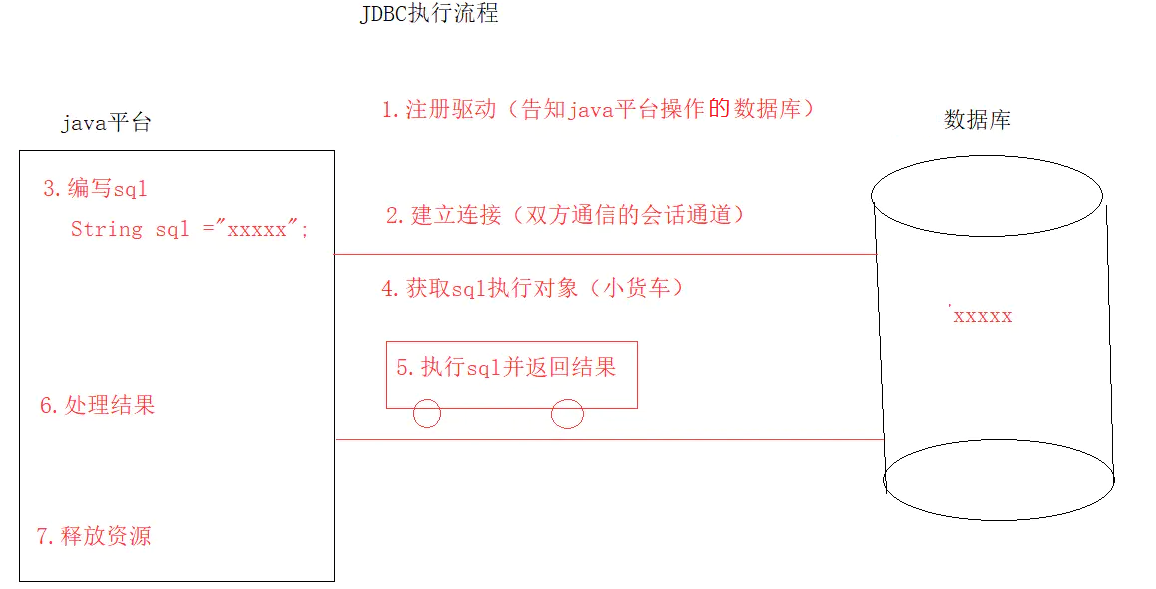 JDBC执行流程
1.注册驱动（告知java平台操作的数据库）
java平台
数据库
3.编写sql
String sql ="xxxxx";
2.建立连接（双方通信的会话通道）
4.获取sql执行对象（小货车）
'xxxxx
5.执行sql并返回结果
6.处理结果
7.释放资源